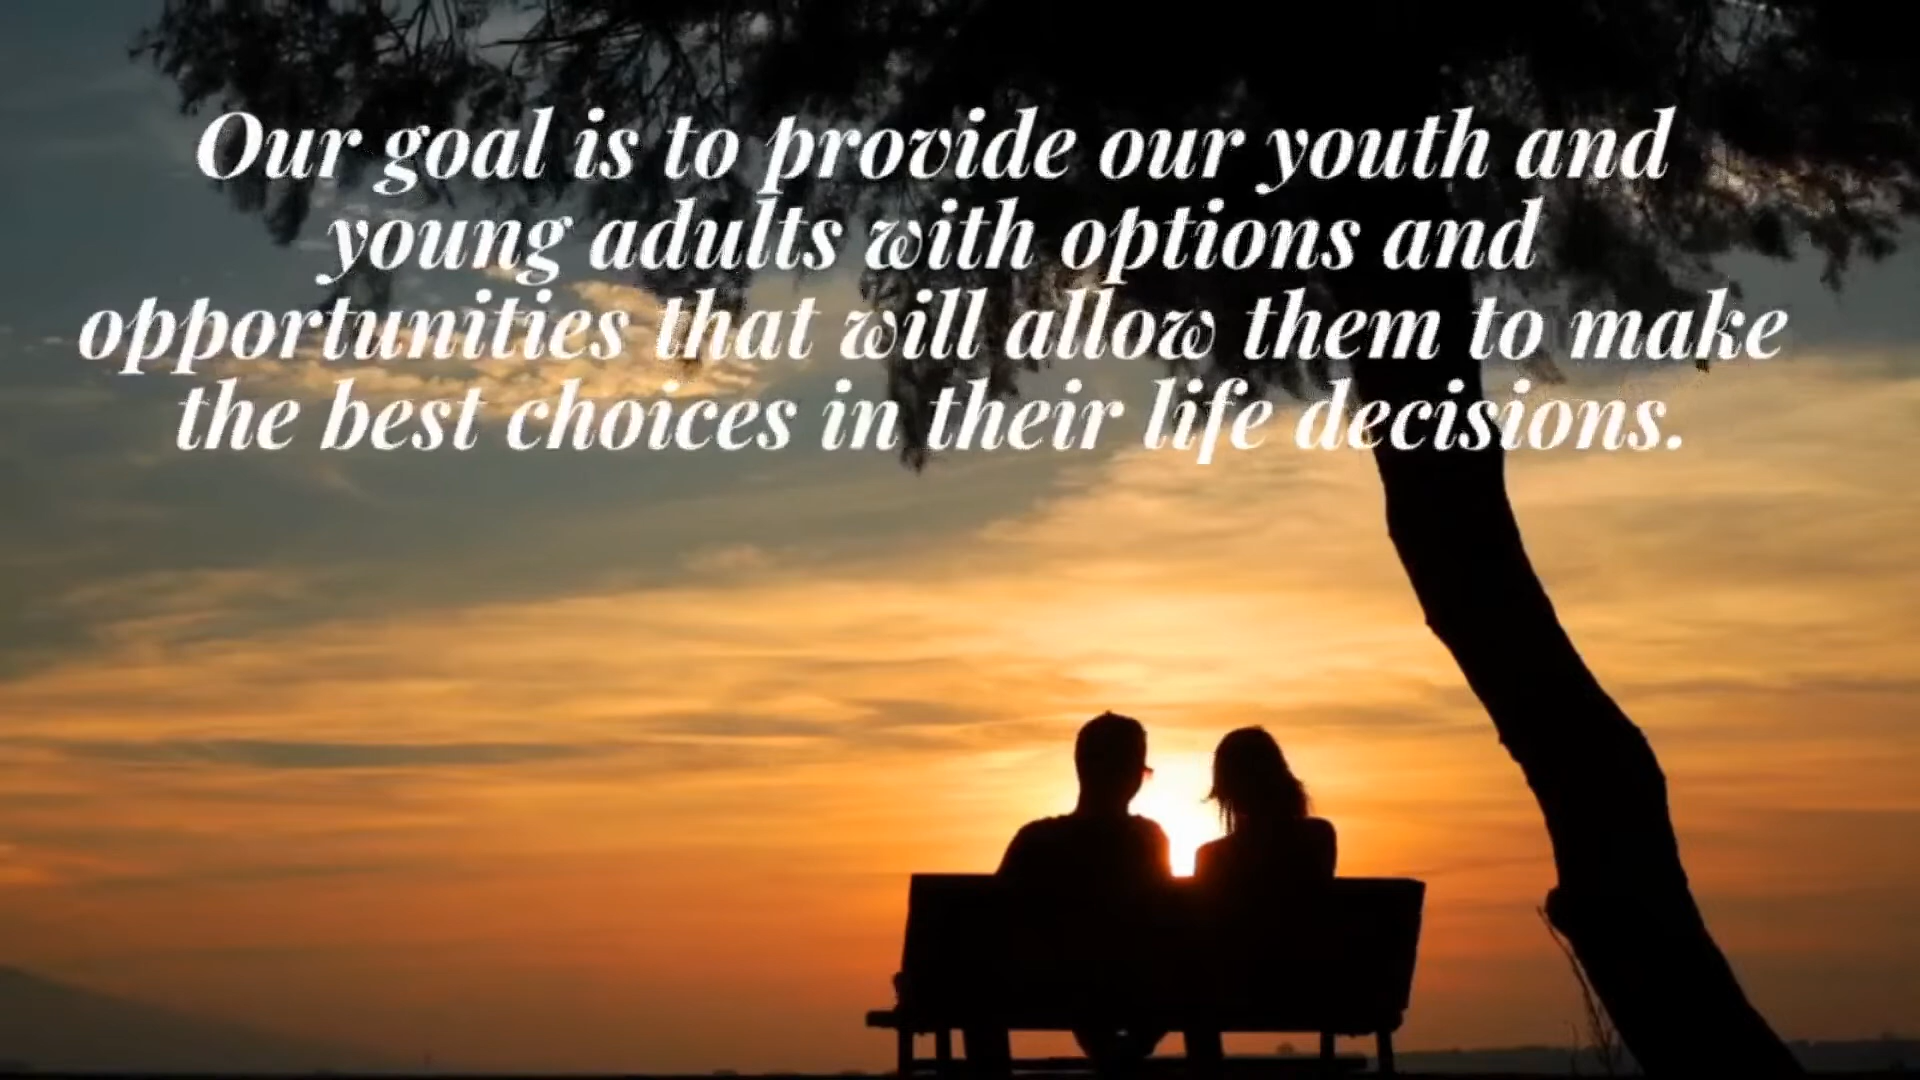 Our goal is to provide our youth and
young adults with options and
opportunities that will allow them to make
the best choices in their life decisions.